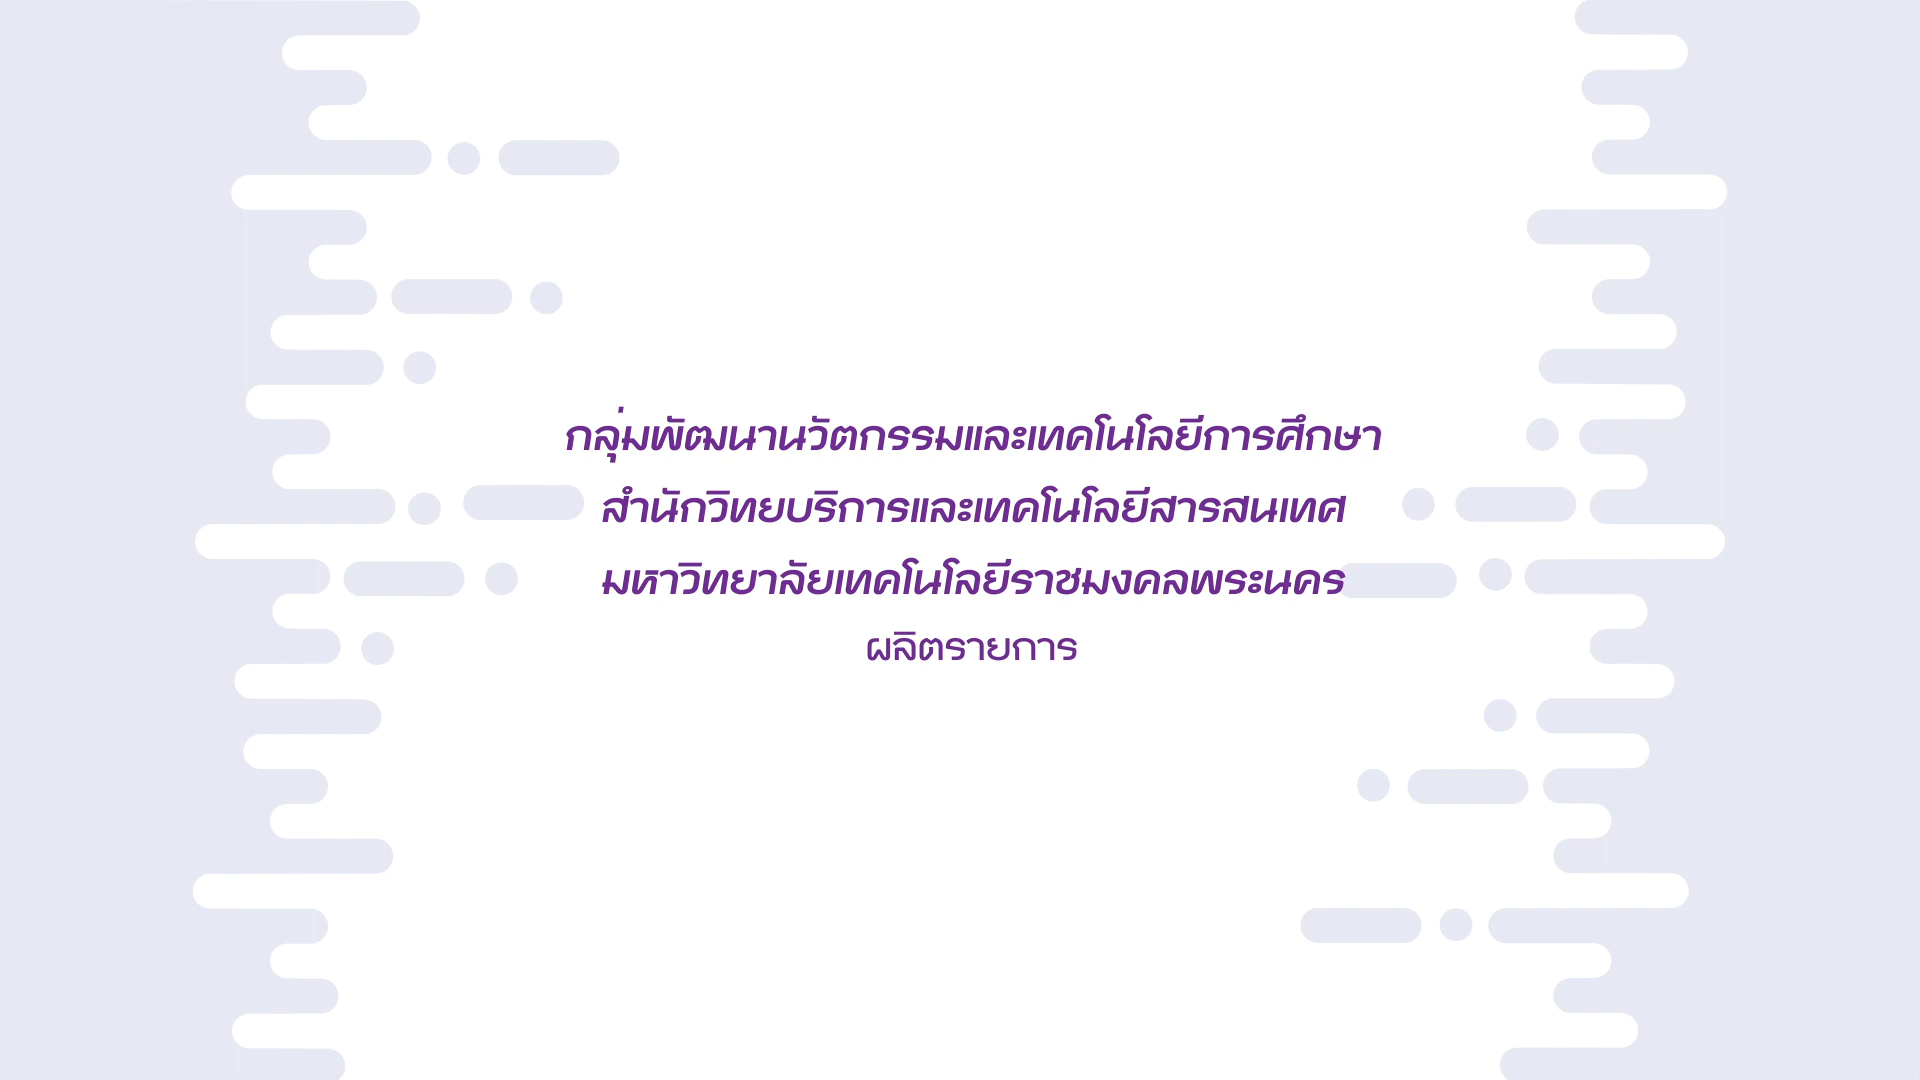 กลุ่มพัฒนานวัตกรรมและเทคโนโลยีการศึกษา
สำนักวิทยบริการและเทคโนโลยีสารสนเทศ
มหาวิทยาลัยเทคโนโลยีราชมงคลพระนคร
ผลิตรายการ